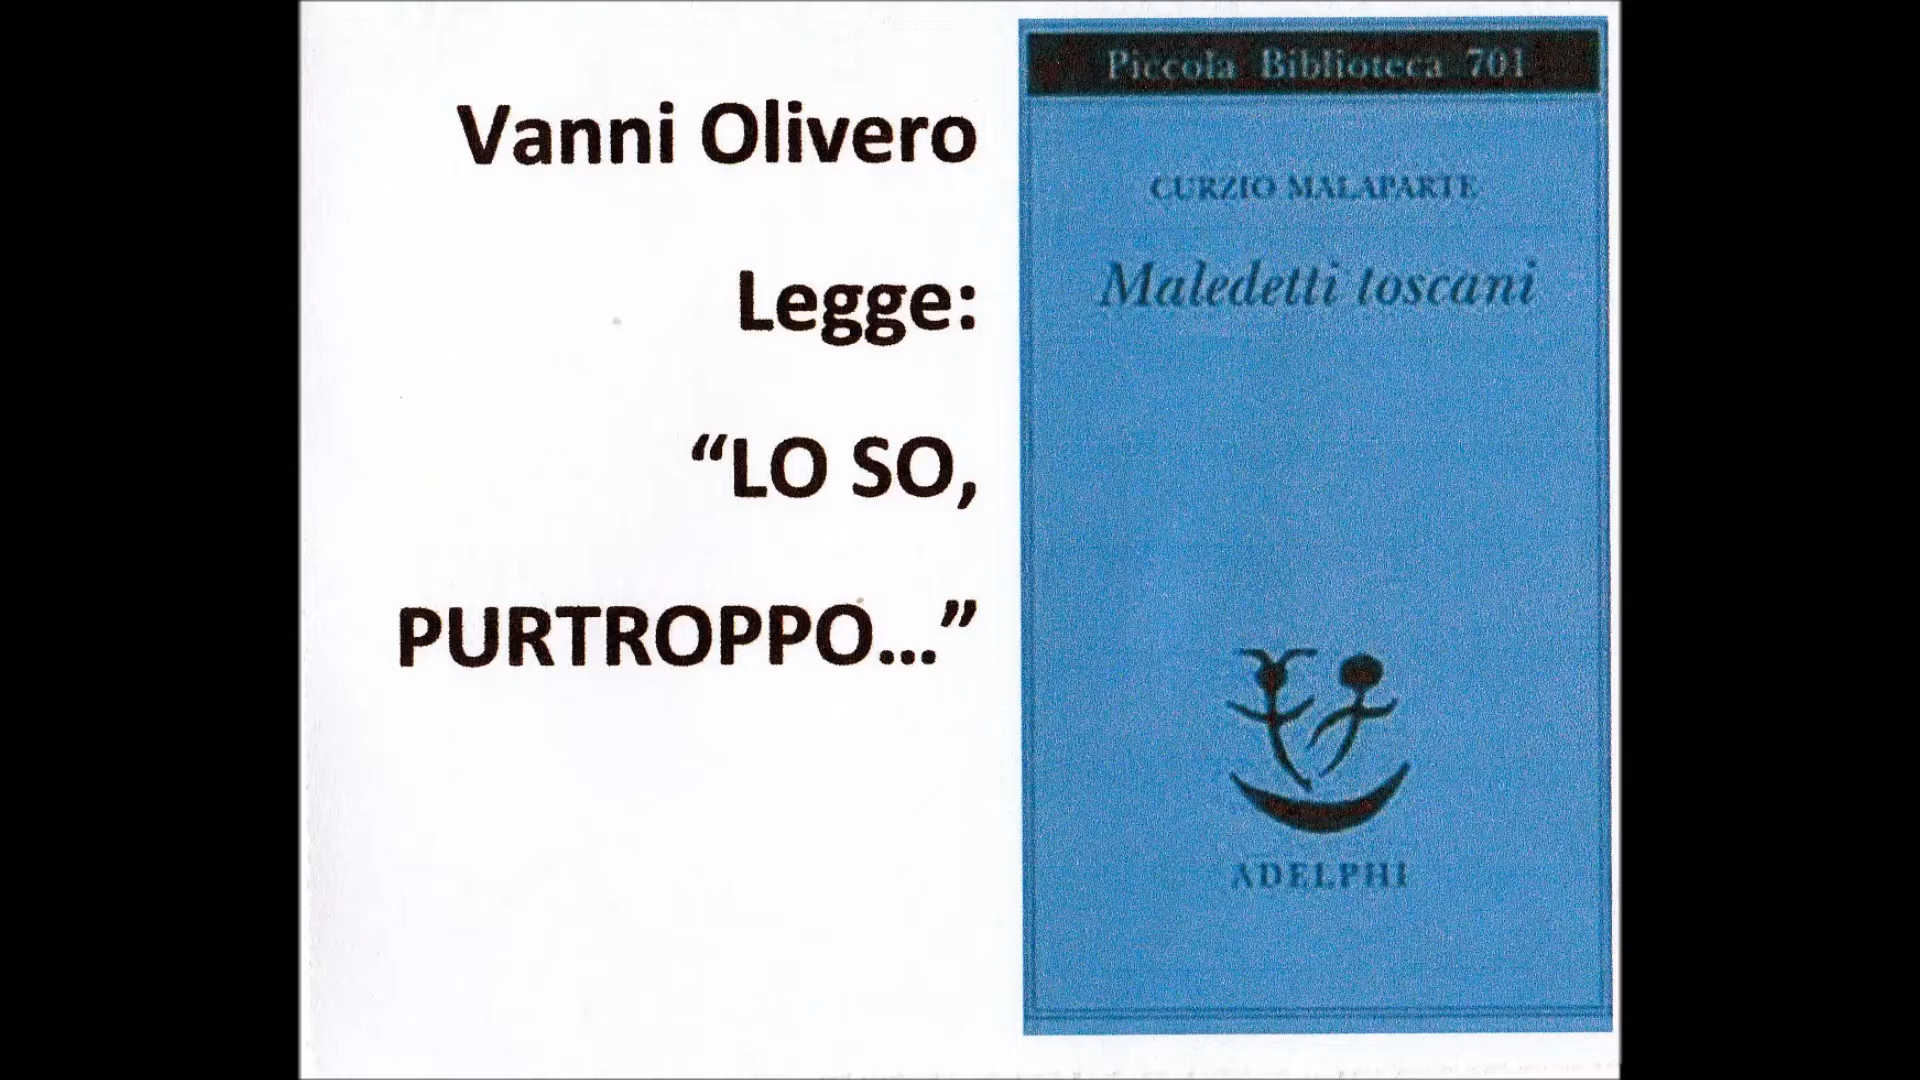 Vanni Olivero
Legge:
“LO SO,
PURTROPPO...”
Piccola Biblioteca 701
CURZIO MALAPARTE
Maledetti toscani
ADELPHI